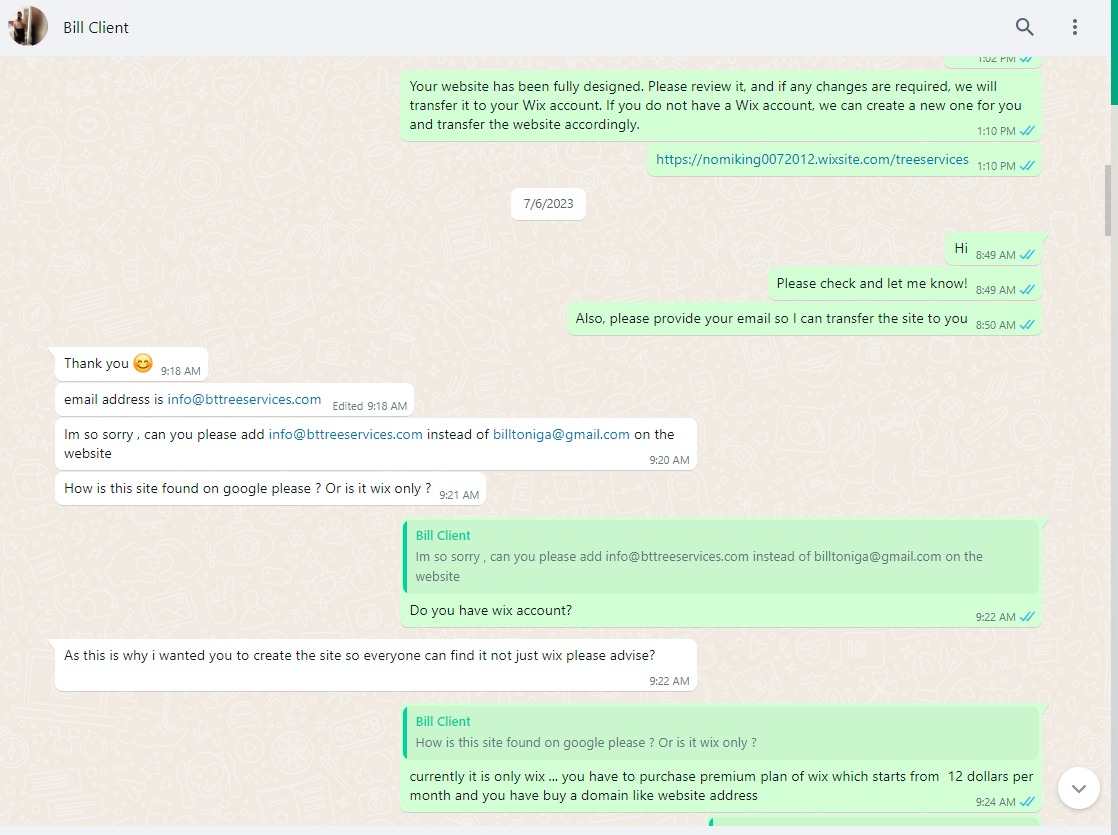 Bill Client
1:02 PM
Your website has been fully designed. Please review it, and if any changes are required, we will
transfer it to your Wix account. If you do not have a Wix account, we can create a new one for you
and transfer the website accordingly.
1:10 PM
https://nomiking0072012.wixsite.com/treeservices 1:10 PM
7/6/2023
Hi 8:49 AM
Please check and let me know! 8:49 AM
Also, please provide your email so I can transfer the site to you 8:50 AM
Thank you 😊 9:18 AM
email address is info@bttreeservices.com Edited 9:18 AM
Im so sorry , can you please add info@bttreeservices.com instead of billtoniga@gmail.com on the
website
9:20 AM
How is this site found on google please ? Or is it wix only ? 9:21 AM
Bill Client
Im so sorry , can you please add info@bttreeservices.com instead of billtoniga@gmail.com on the
website
Do you have wix account?
9:22 AM
As this is why i wanted you to create the site so everyone can find it not just wix please advise?
9:22 AM
Bill Client
How is this site found on google please ? Or is it wix only ?
currently it is only wix ... you have to purchase premium plan of wix which starts from  12 dollars per
month and you have buy a domain like website address
9:24 AM